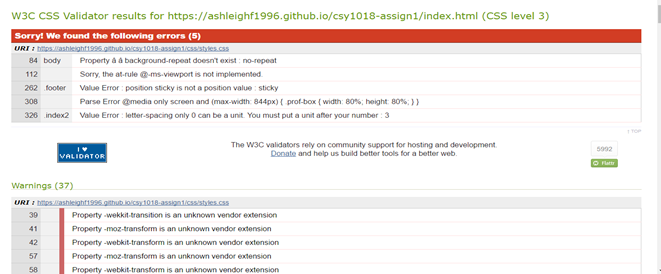 W3C CSS Validator results for https://ashleighf1996.github.io/csy1018-assign1/index.html (CSS level 3)
Sorry! We found the following errors (5)
URI : https://ashleighf1996.github.io/csy1018-assign1/css/styles.css
84 body Property â â background-repeat doesn't exist : no-repeat
112 Sorry, the at-rule @-ms-viewport is not implemented.
262 .footer Value Error : position sticky is not a position value : sticky
308 Parse Error @media only screen and (max-width: 844px) { .prof-box { width: 80%; height: 80%; } }
326 .index2 Value Error : letter-spacing only 0 can be a unit. You must put a unit after your number : 3
↑ TOP
I ♥
VALIDATOR
The W3C validators rely on community support for hosting and development.
Donate and help us build better tools for a better web.
5992
Flattr
Warnings (37)
URI : https://ashleighf1996.github.io/csy1018-assign1/css/styles.css
39 Property -wekkit-transition is an unknown vendor extension
41 Property -moz-transform is an unknown vendor extension
42 Property -webkit-transform is an unknown vendor extension
57 Property -moz-transform is an unknown vendor extension
58 Property -webkit-transform is an unknown vendor extension